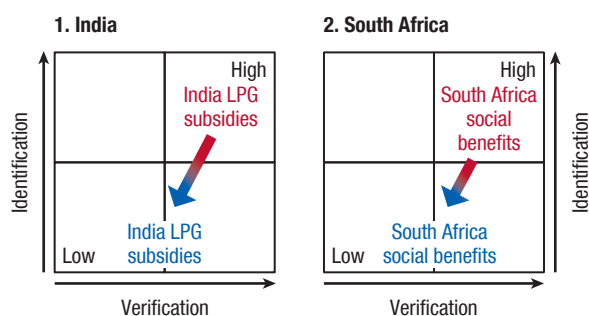 1. India
High
India LPG
subsidies
India LPG
subsidies
Low
Identification
Verification
2. South Africa
High
South Africa
social
benefits
South Africa
social benefits
Low
Identification
Verification